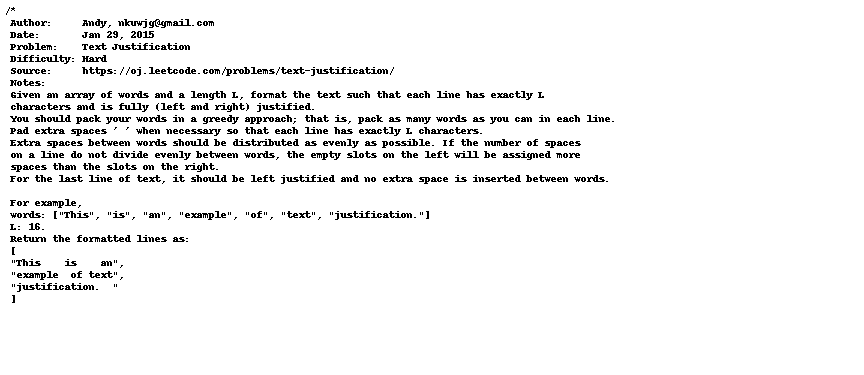 /*
Author:     Andy, nkuwjg@gmail.com
Date:       Jan 29, 2015
Problem:    Text Justification
Difficulty: Hard
Source:     https://oj.leetcode.com/problems/text-justification/
Notes:
Given an array of words and a length L, format the text such that each line has exactly L
characters and is fully (left and right) justified.
You should pack your words in a greedy approach; that is, pack as many words as you can in each line.
Pad extra spaces ' ' when necessary so that each line has exactly L characters.
Extra spaces between words should be distributed as evenly as possible. If the number of spaces
on a line do not divide evenly between words, the empty slots on the left will be assigned more
spaces than the slots on the right.
For the last line of text, it should be left justified and no extra space is inserted between words.

For example,
words: ["This", "is", "an", "example", "of", "text", "justification."]
L: 16.
Return the formatted lines as:
[
"This    is    an",
"example  of text",
"justification.  "
]